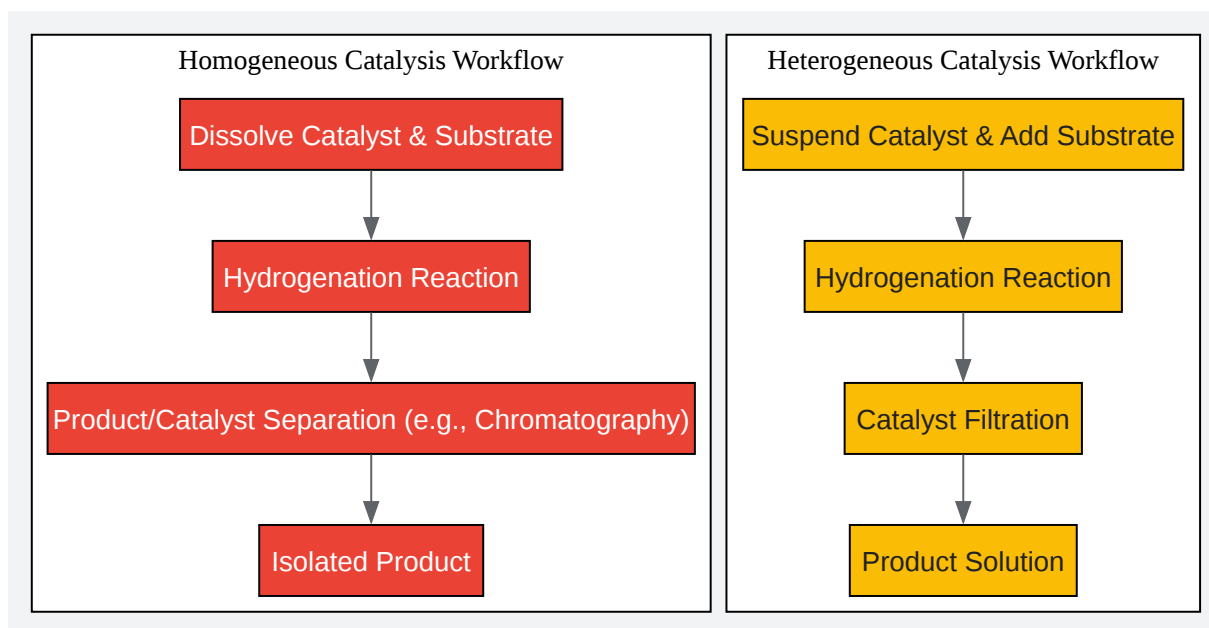 Homogeneous Catalysis Workflow
Dissolve Catalyst & Substrate
Hydrogenation Reaction
Product/Catalyst Separation (e.g., Chromatography)
Isolated Product
Heterogeneous Catalysis Workflow
Suspend Catalyst & Add Substrate
Hydrogenation Reaction
Catalyst Filtration
Product Solution